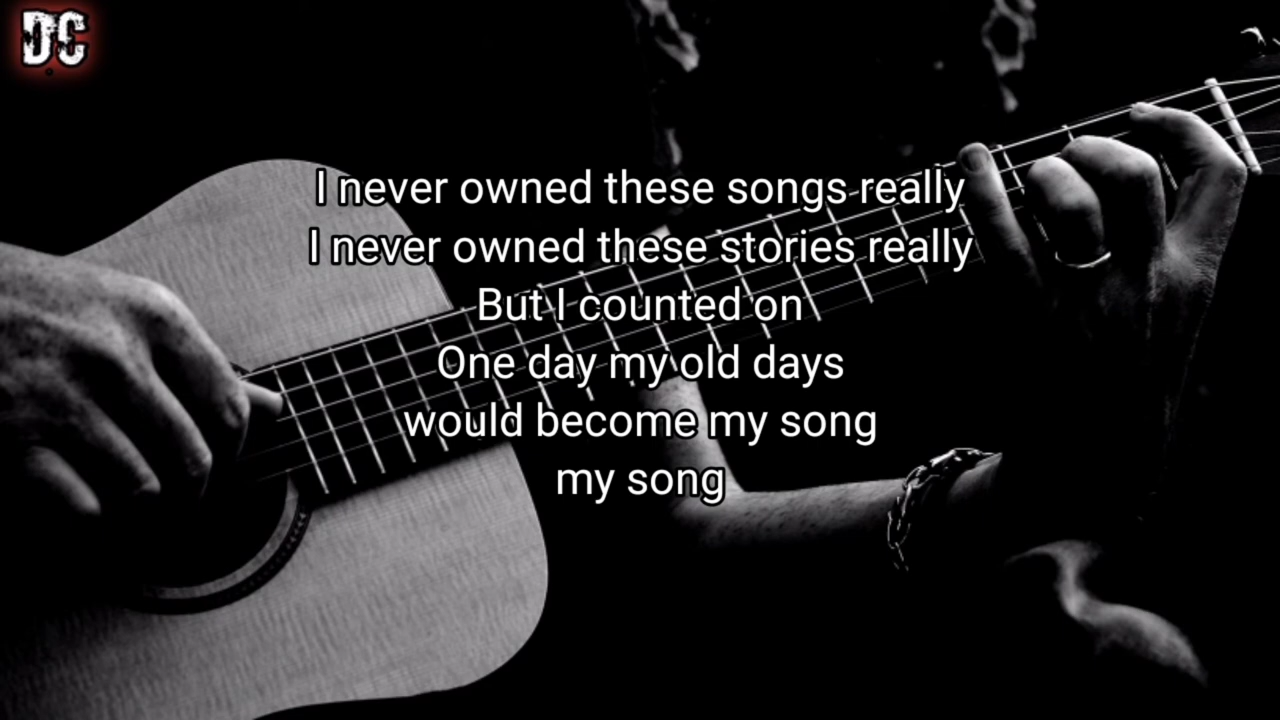 DC
I never owned these songs really
I never owned these stories really
But I counted on
One day my old days
would become my song
my song